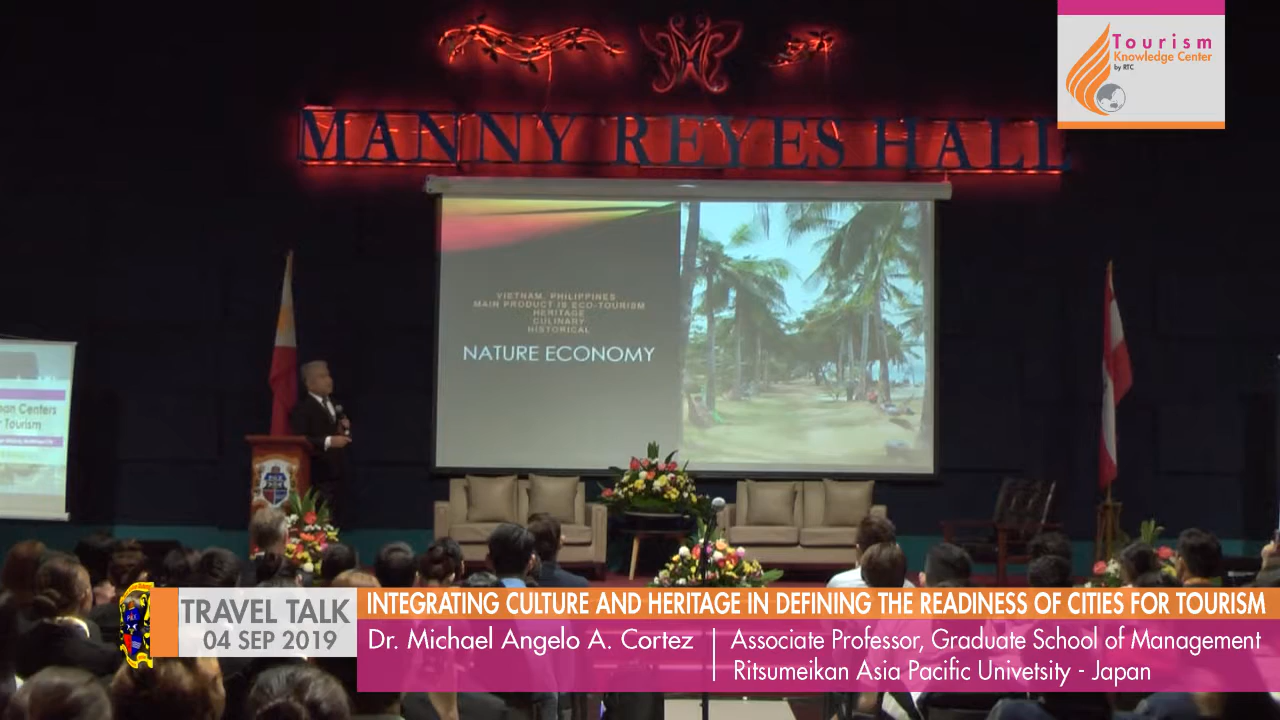 Tourism
Knowledge Center
by RTC
MANNY REYES HALL
VIETNAM, PHILIPPINES
MAIN PRODUCT IS ECO-TOURISM
HERITAGE
CULINARY
HISTORICAL
NATURE ECONOMY
Centers
Tourism
TRAVEL TALK
04 SEP 2019
INTEGRATING CULTURE AND HERITAGE IN DEFINING THE READINESS OF CITIES FOR TOURISM
Dr. Michael Angelo A. Cortez
Associate Professor, Graduate School of Management
Ritsumeikan Asia Pacific Univetsity - Japan